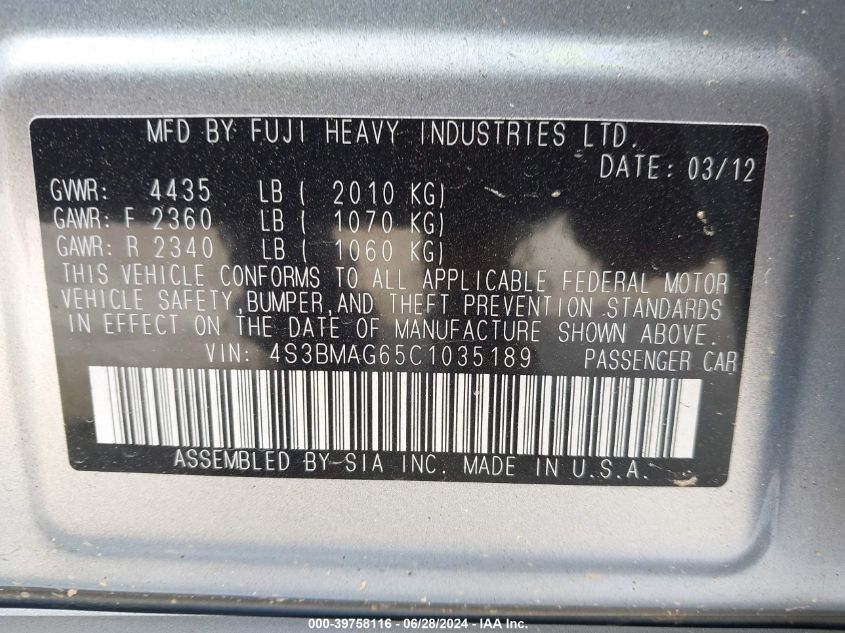 MFD BY FUJI HEAVY INDUSTRIES LTD.
DATE: 03/12
GVWR: 4435 LB ( 2010 KG)
GAWR: F 2360 LB ( 1070 KG)
GAWR: R 2340 LB ( 1060 KG)
THIS VEHICLE CONFORMS TO ALL APPLICABLE FEDERAL MOTOR
VEHICLE SAFETY,BUMPER,AND THEFT PREVENTION STANDARDS
IN EFFECT ON THE DATE OF MANUFACTURE SHOWN ABOVE.
VIN: 4S3BMAG65C1035189 PASSENGER CAR
ASSEMBLED BY SIA INC. MADE IN U.S.A.
000-39758116 - 06/28/2024 - IAA Inc.